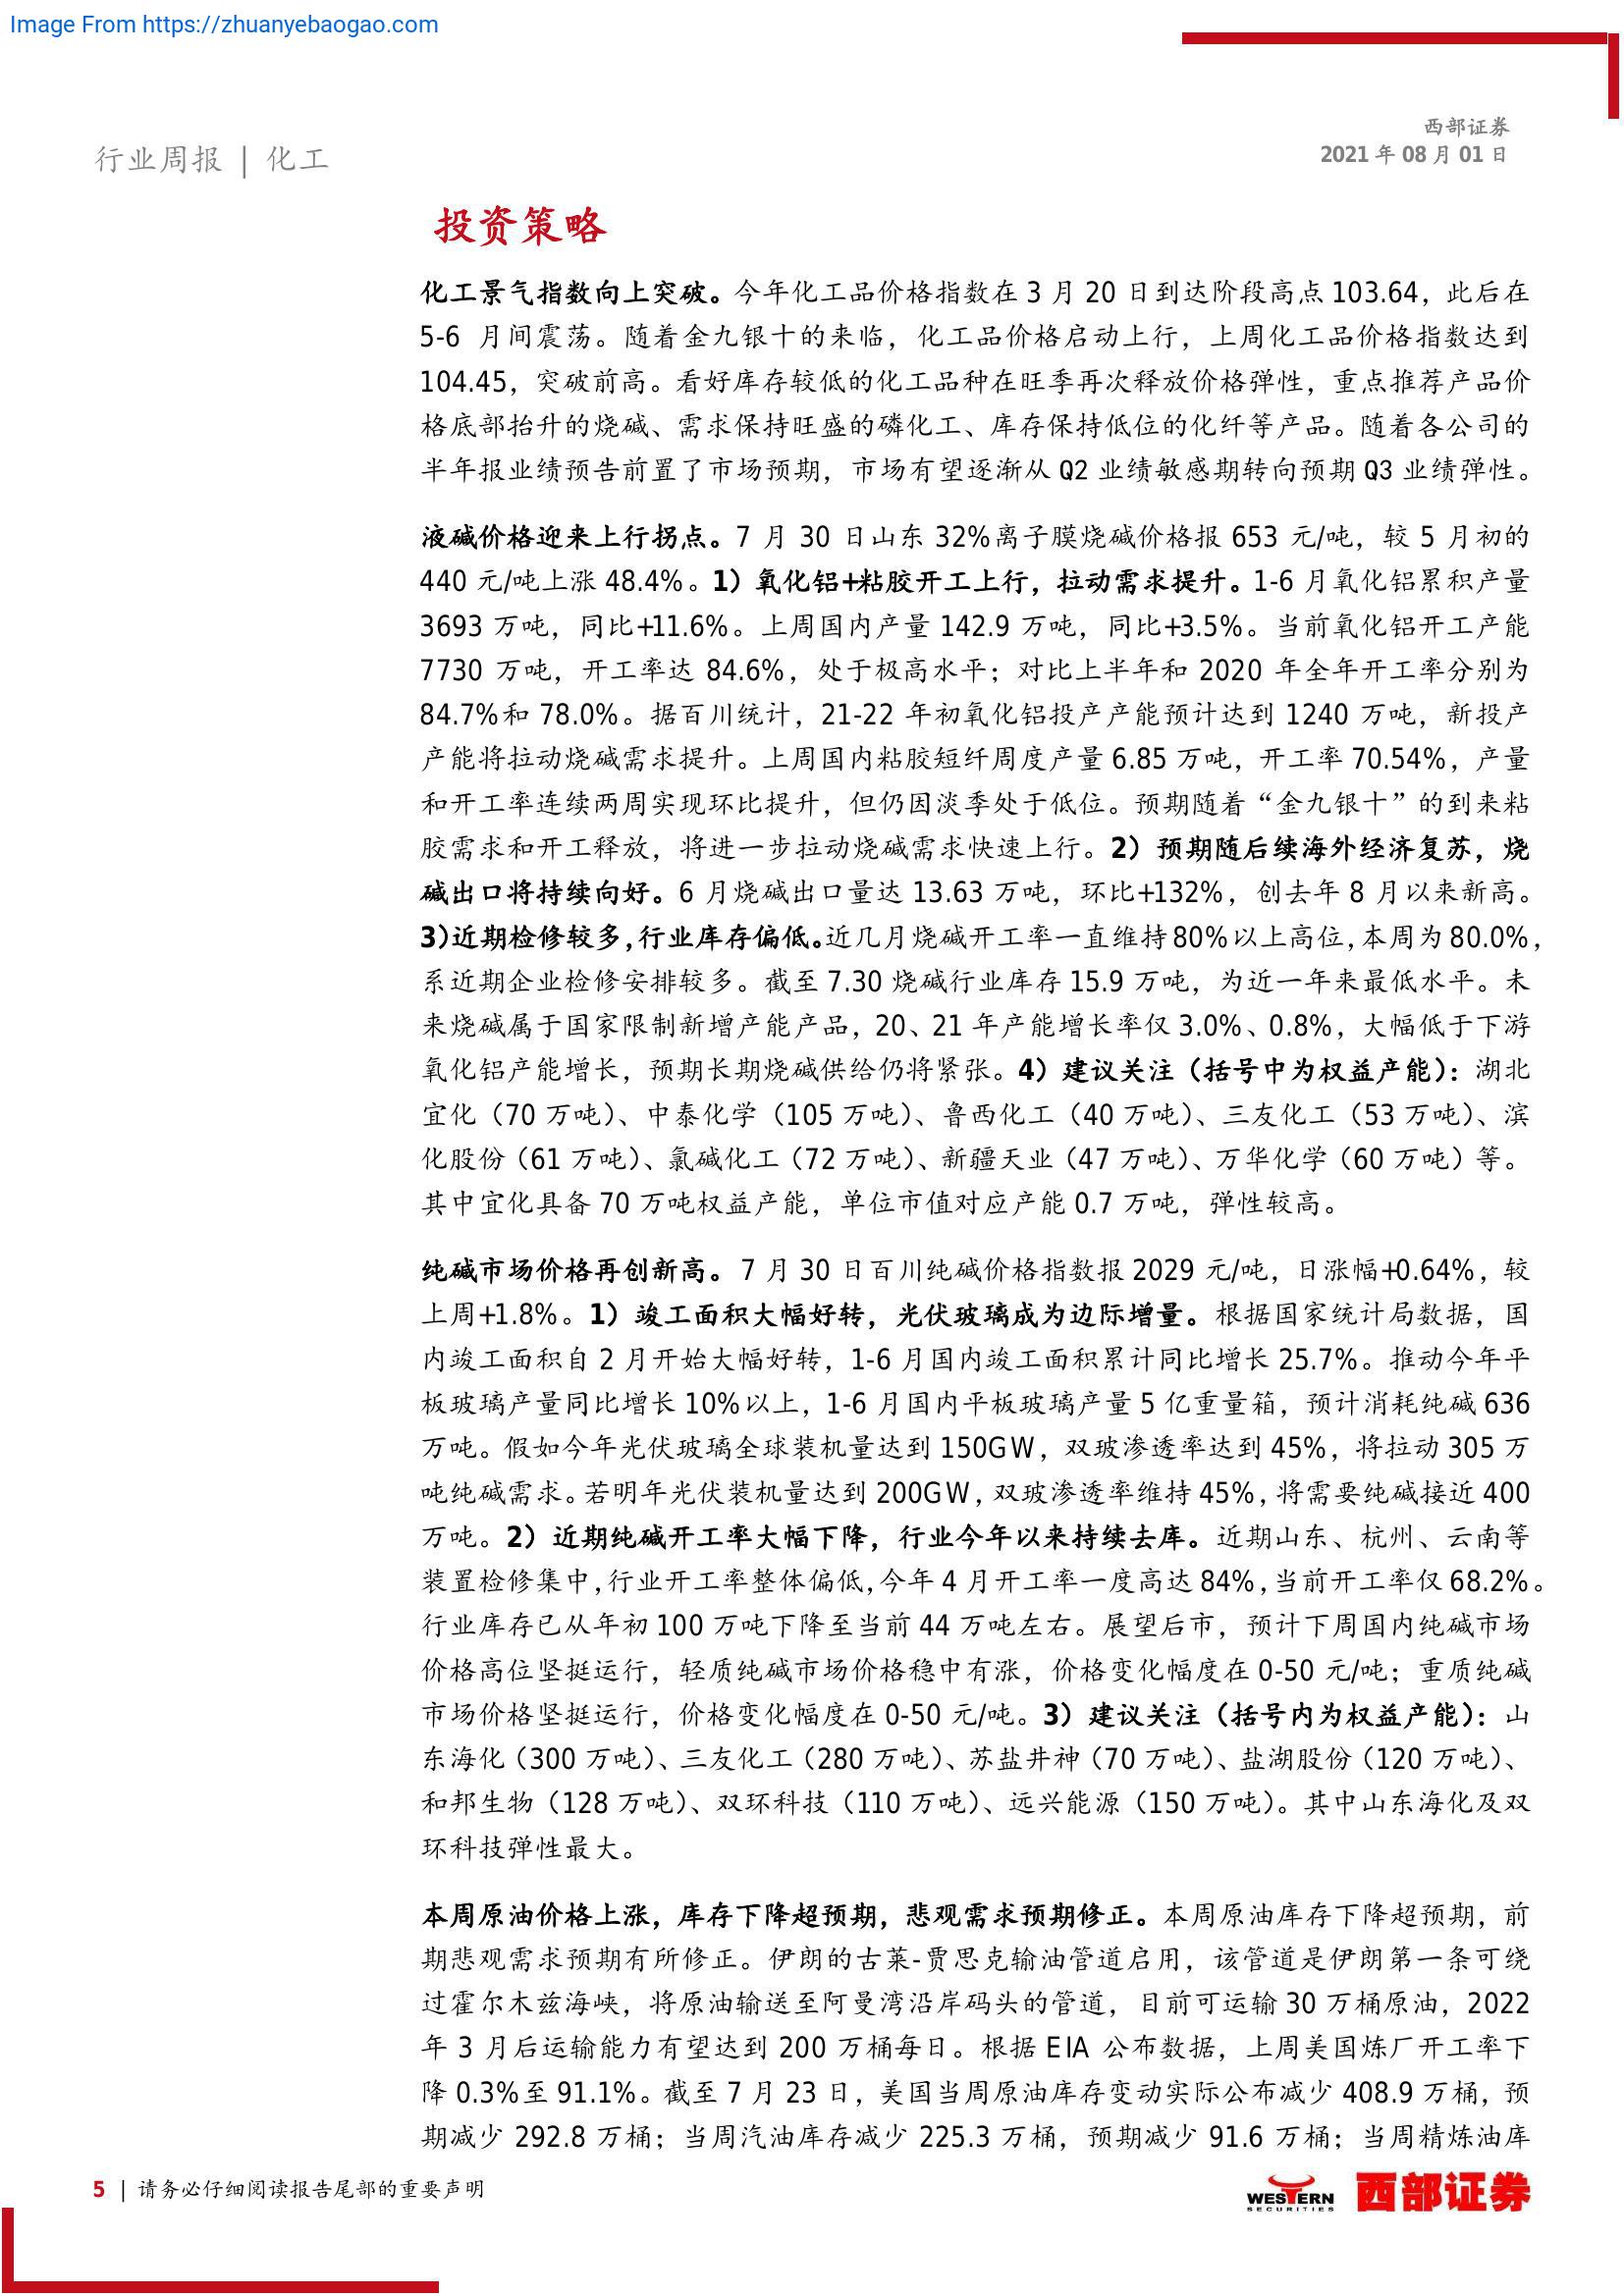 Image From https://zhuanyebaogao.com
西部证券
2021 年 08 月 01 日
行业周报 | 化工
投资策略
化工景气指数向上突破。今年化工品价格指数在 3 月 20 日到达阶段高点 103.64，此后在
5-6 月间震荡。随着金九银十的来临，化工品价格启动上行，上周化工品价格指数达到
104.45，突破前高。看好库存较低的化工品种在旺季再次释放价格弹性，重点推荐产品价
格底部抬升的烧碱、需求保持旺盛的磷化工、库存保持低位的化纤等产品。随着各公司的
半年报业绩预告前置了市场预期，市场有望逐渐从 Q2 业绩敏感期转向预期 Q3 业绩弹性。
液碱价格迎来上行拐点。7 月 30 日山东 32%离子膜烧碱价格报 653 元/吨，较 5 月初的
440 元/吨上涨 48.4%。1）氧化铝+粘胶开工上行，拉动需求提升。1-6 月氧化铝累积产量
3693 万吨，同比+11.6%。上周国内产量 142.9 万吨，同比+3.5%。当前氧化铝开工产能
7730 万吨，开工率达 84.6%，处于极高水平；对比上半年和 2020 年全年开工率分别为
84.7%和 78.0%。据百川统计，21-22 年初氧化铝投产产能预计达到 1240 万吨，新投产
产能将拉动烧碱需求提升。上周国内粘胶短纤周度产量 6.85 万吨，开工率 70.54%，产量
和开工率连续两周实现环比提升，但仍因淡季处于低位。预期随着“金九银十”的到来粘
胶需求和开工释放，将进一步拉动烧碱需求快速上行。2）预期随后续海外经济复苏，烧
碱出口将持续向好。6 月烧碱出口量达 13.63 万吨，环比+132%，创去年 8 月以来新高。
3)近期检修较多,行业库存偏低。近几月烧碱开工率一直维持80%以上高位,本周为80.0%，
系近期企业检修安排较多。截至 7.30 烧碱行业库存 15.9 万吨，为近一年来最低水平。未
来烧碱属于国家限制新增产能产品，20、21 年产能增长率仅 3.0%、0.8%，大幅低于下游
氧化铝产能增长，预期长期烧碱供给仍将紧张。4）建议关注（括号中为权益产能）：湖北
宜化（70 万吨）、中泰化学（105 万吨）、鲁西化工（40 万吨）、三友化工（53 万吨）、滨
化股份（61 万吨）、氯碱化工（72 万吨）、新疆天业（47 万吨）、万华化学（60 万吨）等。
其中宜化具备 70 万吨权益产能，单位市值对应产能 0.7 万吨，弹性较高。
纯碱市场价格再创新高。7 月 30 日百川纯碱价格指数报 2029 元/吨，日涨幅+0.64%，较
上周+1.8%。1）竣工面积大幅好转，光伏玻璃成为边际增量。根据国家统计局数据，国
内竣工面积自 2 月开始大幅好转，1-6 月国内竣工面积累计同比增长 25.7%。推动今年平
板玻璃产量同比增长 10%以上，1-6 月国内平板玻璃产量 5 亿重量箱，预计消耗纯碱 636
万吨。假如今年光伏玻璃全球装机量达到 150GW，双玻渗透率达到 45%，将拉动 305 万
吨纯碱需求。若明年光伏装机量达到 200GW，双玻渗透率维持 45%，将需要纯碱接近 400
万吨。2）近期纯碱开工率大幅下降，行业今年以来持续去库。近期山东、杭州、云南等
装置检修集中,行业开工率整体偏低,今年 4 月开工率一度高达 84%,当前开工率仅 68.2%。
行业库存已从年初 100 万吨下降至当前 44 万吨左右。展望后市，预计下周国内纯碱市场
价格高位坚挺运行，轻质纯碱市场价格稳中有涨，价格变化幅度在 0-50 元/吨；重质纯碱
市场价格坚挺运行，价格变化幅度在 0-50 元/吨。3）建议关注（括号内为权益产能）：山
东海化（300 万吨）、三友化工（280 万吨）、苏盐井神（70 万吨）、盐湖股份（120 万吨）、
和邦生物（128 万吨）、双环科技（110 万吨）、远兴能源（150 万吨）。其中山东海化及双
环科技弹性最大。
本周原油价格上涨，库存下降超预期，悲观需求预期修正。本周原油库存下降超预期，前
期悲观需求预期有所修正。伊朗的古莱-贾思克输油管道启用，该管道是伊朗第一条可绕
过霍尔木兹海峡，将原油输送至阿曼湾沿岸码头的管道，目前可运输 30 万桶原油，2022
年 3 月后运输能力有望达到 200 万桶每日。根据 EIA 公布数据，上周美国炼厂开工率下
降 0.3%至 91.1%。截至 7 月 23 日，美国当周原油库存变动实际公布减少 408.9 万桶，预
期减少 292.8 万桶；当周汽油库存减少 225.3 万桶，预期减少 91.6 万桶；当周精炼油库
5 | 请务必仔细阅读报告尾部的重要声明
WESTERN
SECURITIES
西部证券